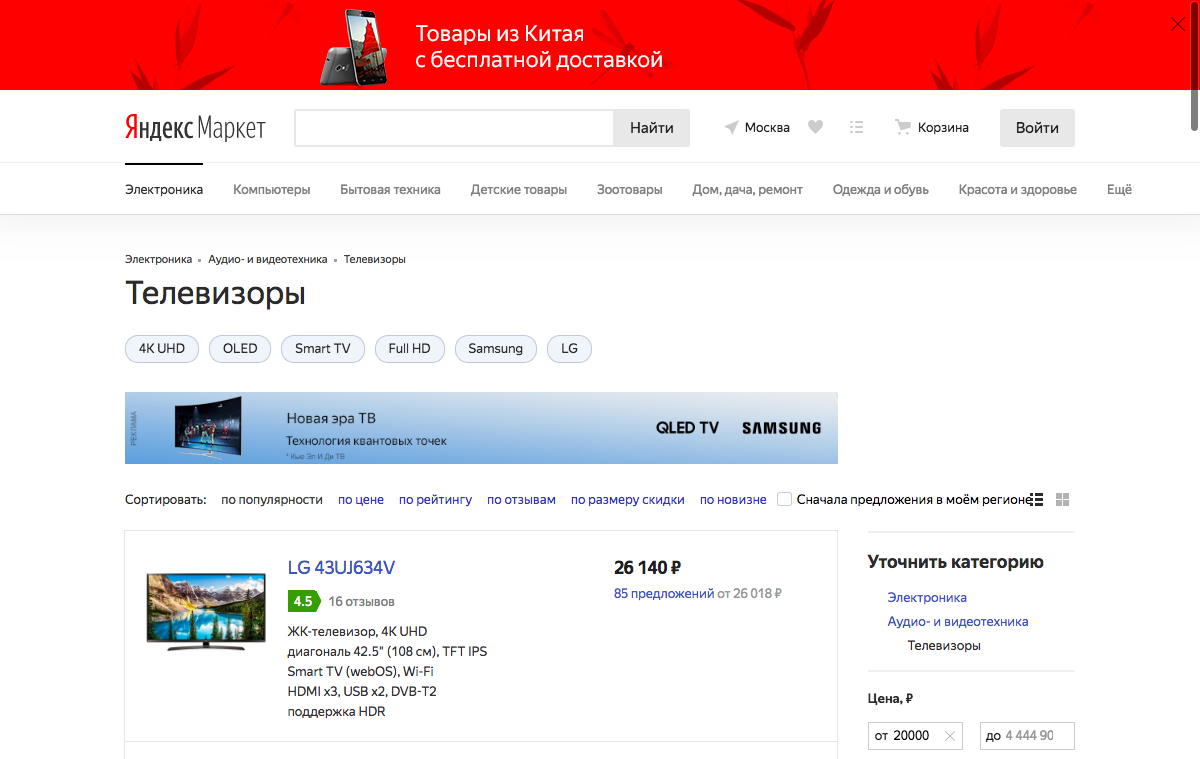 Товары из Китая
с бесплатной доставкой
Яндекс Маркет
Найти
Москва
Корзина
Войти
Электроника Компьютеры Бытовая техника Детские товары Зоотовары Дом, дача, ремонт Одежда и обувь Красота и здоровье Ещё
Электроника • Аудио- и видеотехника • Телевизоры
Телевизоры
4K UHD OLED Smart TV Full HD Samsung LG
РЕКЛАМА
Новая эра ТВ
Технология квантовых точек
* Кью Эл И Ди ТВ
QLED TV SAMSUNG
Сортировать: по популярности по цене по рейтингу по отзывам по размеру скидки по новизне Сначала предложения в моём регионе
LG 43UJ634V
4.5 16 отзывов
ЖК-телевизор, 4K UHD
диагональ 42.5" (108 см), TFT IPS
Smart TV (webOS), Wi-Fi
HDMI x3, USB x2, DVB-T2
поддержка HDR
26 140 ₽
85 предложений от 26 018 ₽
Уточнить категорию
Электроника
Аудио- и видеотехника
Телевизоры
Цена, ₽
от 20000
до 4 444 90